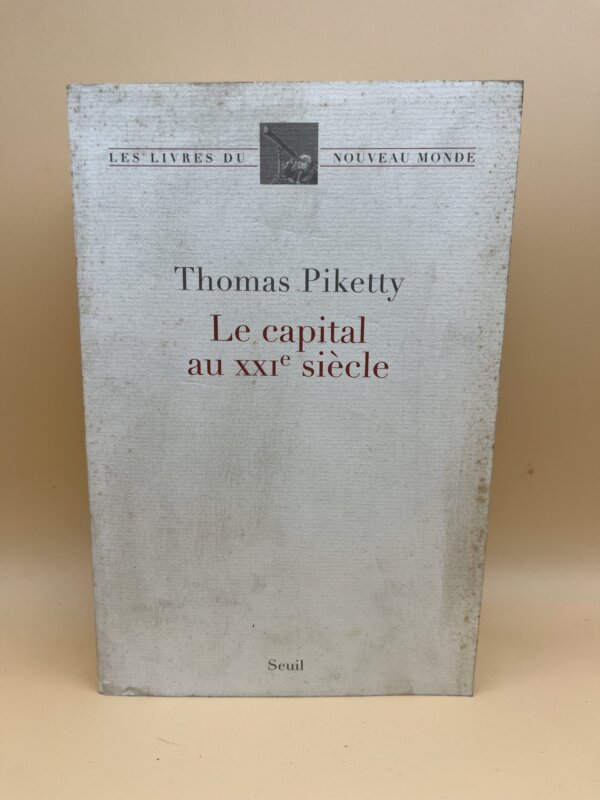 LES LIVRES DU NOUVEAU MONDE
Thomas Piketty
Le capital
au XXIe siècle
Seuil